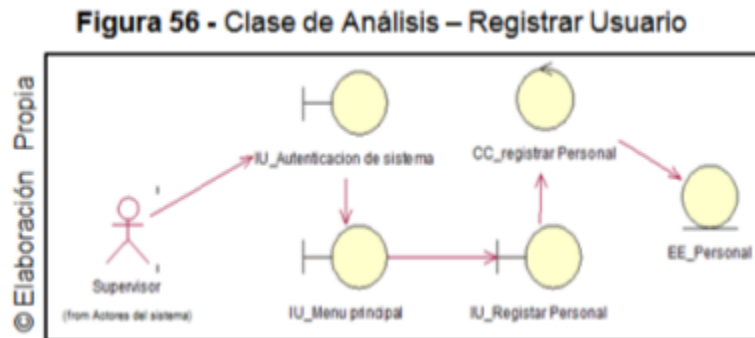 Figura 56 - Clase de Análisis – Registrar Usuario
© Elaboración Propia
IU_Autenticacion de sistema
CC_registrar Personal
EE_Personal
Supervisor
(from Actores del sistema)
IU_Menu principal
IU_Registar Personal